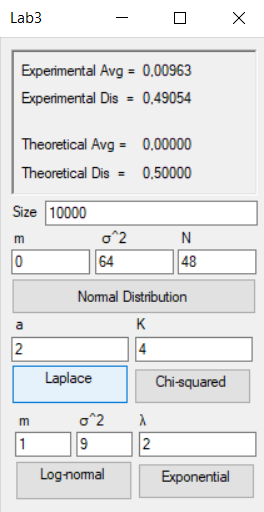 Lab3
Experimental Avg = 0,00963
Experimental Dis = 0,49054
Theoretical Avg = 0,00000
Theoretical Dis = 0,50000
Size 10000
m σ^2 N
0 64 48
Normal Distribution
a K
2 4
Laplace Chi-squared
m σ^2 λ
1 9 2
Log-normal Exponential